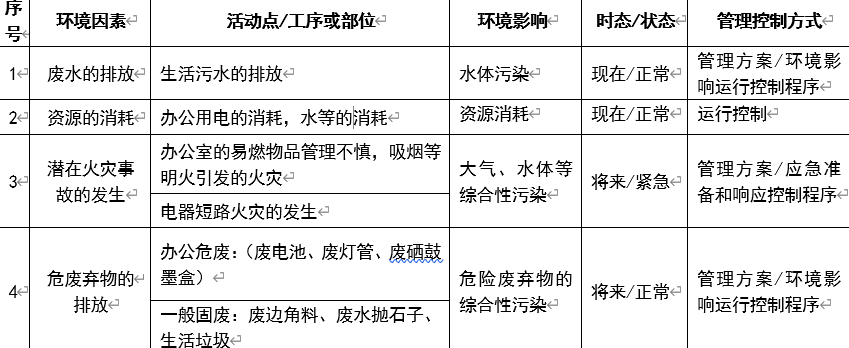 序号
环境因素
活动点/工序或部位
环境影响
时态/状态
管理控制方式
1
废水的排放
生活污水的排放
水体污染
现在/正常
管理方案/环境影
响运行控制程序
2
资源的消耗
办公用电的消耗，水等的消耗
资源消耗
现在/正常
运行控制
3
潜在火灾事
故的发生
办公室的易燃物品管理不慎，吸烟等
明火引发的火灾
电器短路火灾的发生
大气、水体等
综合性污染
将来/紧急
管理方案/应急准
备和响应控制程序
4
危废弃物的
排放
办公危废：（废电池、废灯管、废硒鼓
墨盒）
一般固废：废边角料、废水抛石子、
生活垃圾
危险废弃物的
综合性污染
将来/正常
管理方案/环境影
响运行控制程序